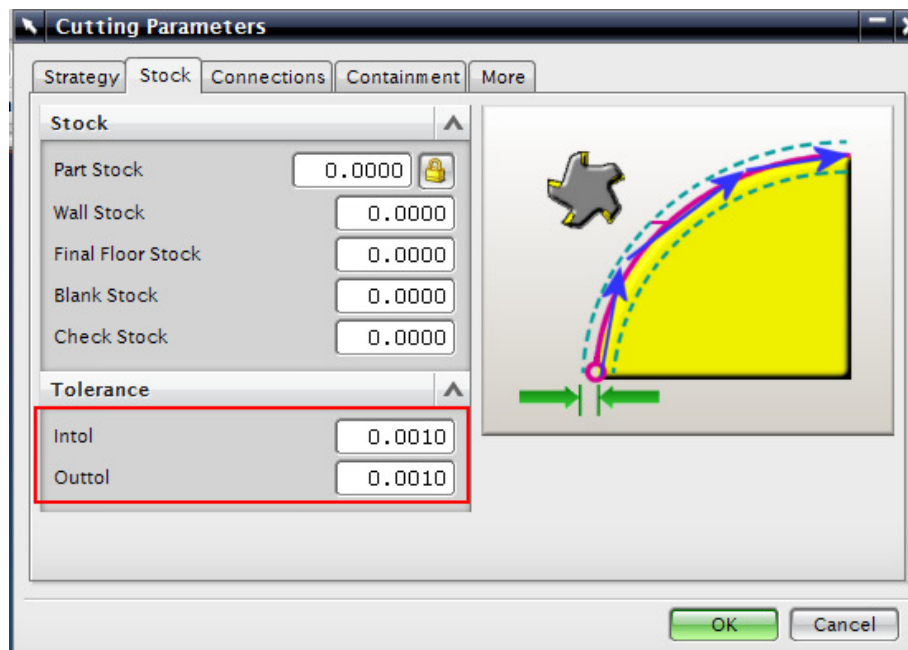 Cutting Parameters
Strategy Stock Connections Containment More
Stock
Part Stock 0.0000
Wall Stock 0.0000
Final Floor Stock 0.0000
Blank Stock 0.0000
Check Stock 0.0000
Tolerance
Intol 0.0010
Outtol 0.0010
OK Cancel